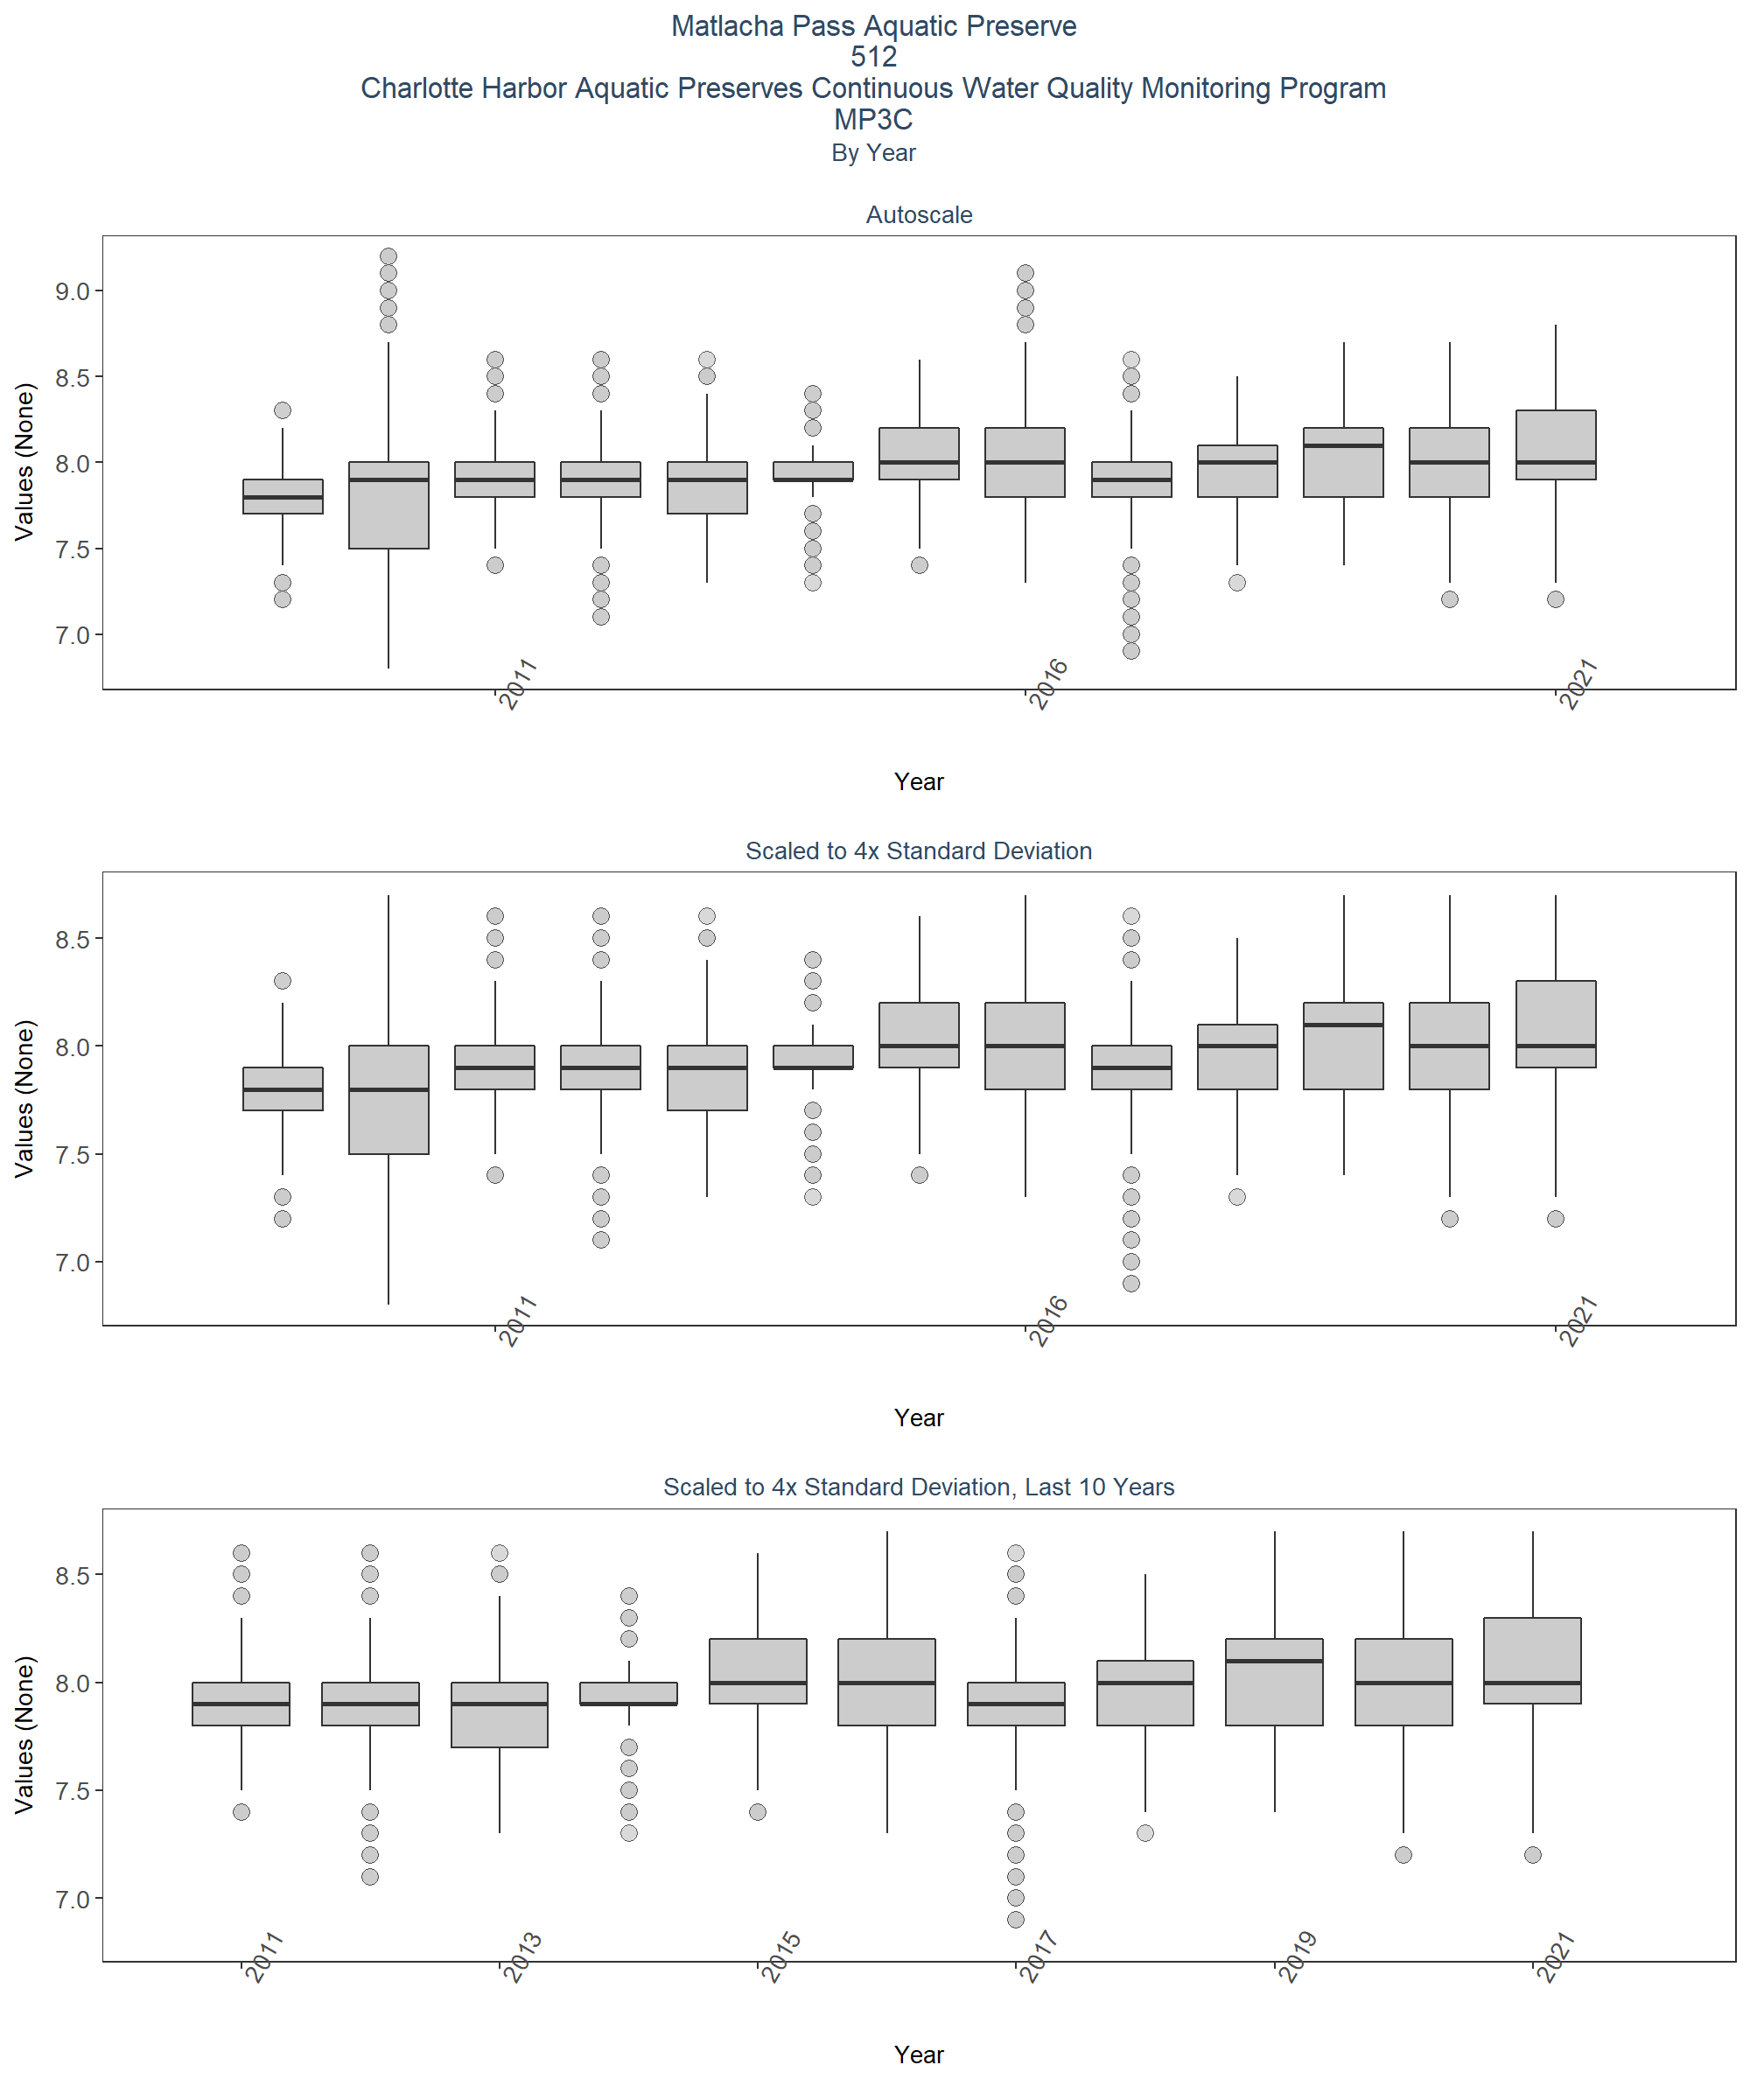 Matlacha Pass Aquatic Preserve
512
Charlotte Harbor Aquatic Preserves Continuous Water Quality Monitoring Program
MP3C
By Year
Autoscale
Values (None)
9.0
8.5
8.0
7.5
7.0
2011
2016
2021
Year
Scaled to 4x Standard Deviation
Values (None)
8.5
8.0
7.5
7.0
2011
2016
2021
Year
Scaled to 4x Standard Deviation, Last 10 Years
Values (None)
8.5
8.0
7.5
7.0
2011
2013
2015
2017
2019
2021
Year